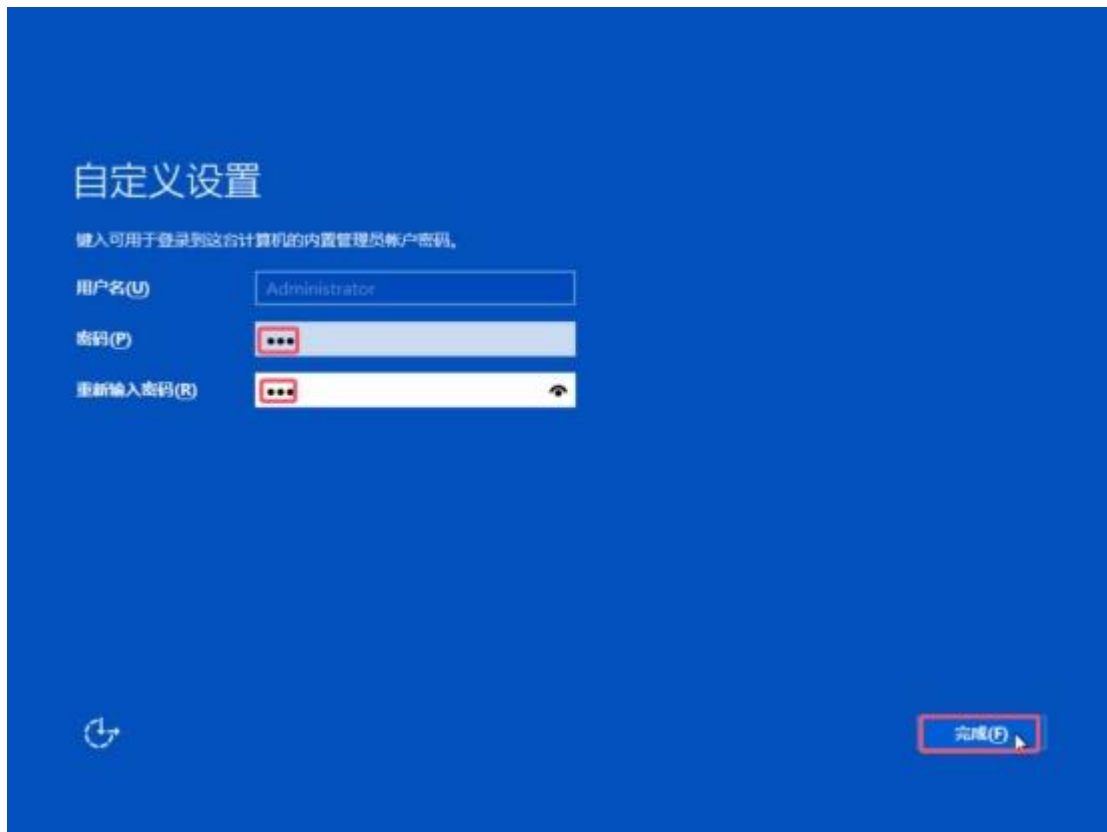 自定义设置
键入可用于登录到这台计算机的内置管理员帐户密码。
用户名(U) Administrator
密码(P) •••
重新输入密码(R) •••
完成(F)